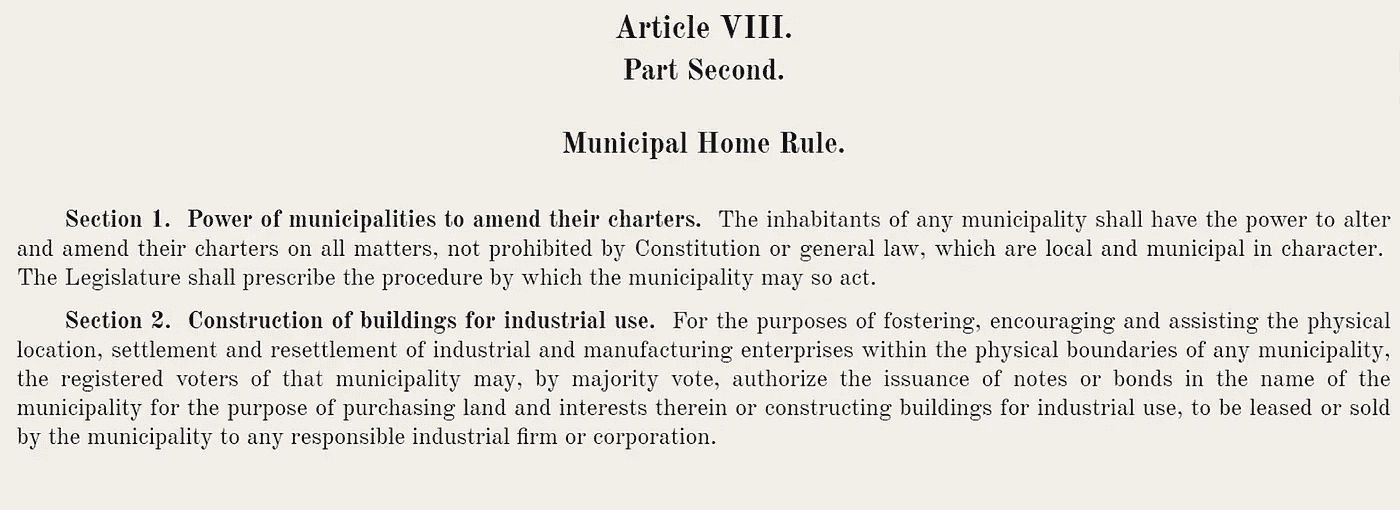 Article VIII.
Part Second.
Municipal Home Rule.
Section 1. Power of municipalities to amend their charters. The inhabitants of any municipality shall have the power to alter
and amend their charters on all matters, not prohibited by Constitution or general law, which are local and municipal in character.
The Legislature shall prescribe the procedure by which the municipality may so act.
Section 2. Construction of buildings for industrial use. For the purposes of fostering, encouraging and assisting the physical
location, settlement and resettlement of industrial and manufacturing enterprises within the physical boundaries of any municipality,
the registered voters of that municipality may, by majority vote, authorize the issuance of notes or bonds in the name of the
municipality for the purpose of purchasing land and interests therein or constructing buildings for industrial use, to be leased or sold
by the municipality to any responsible industrial firm or corporation.